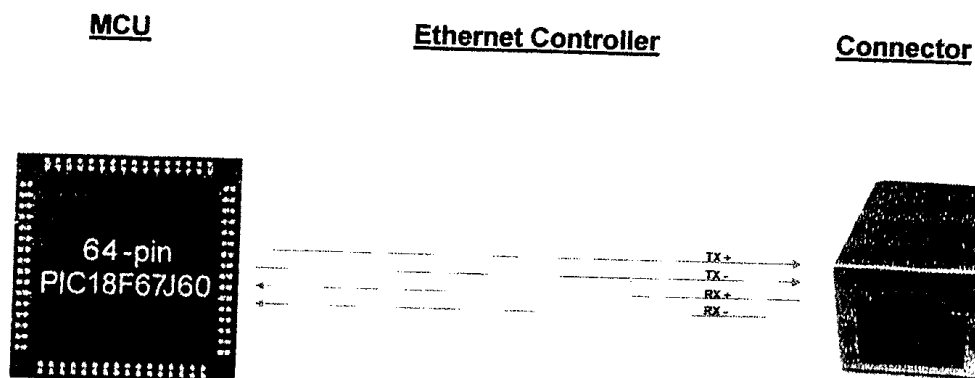 MCU
Ethernet Controller
Connector
64-pin
PIC18F67J60
TX+
TX-
RX+
RX-